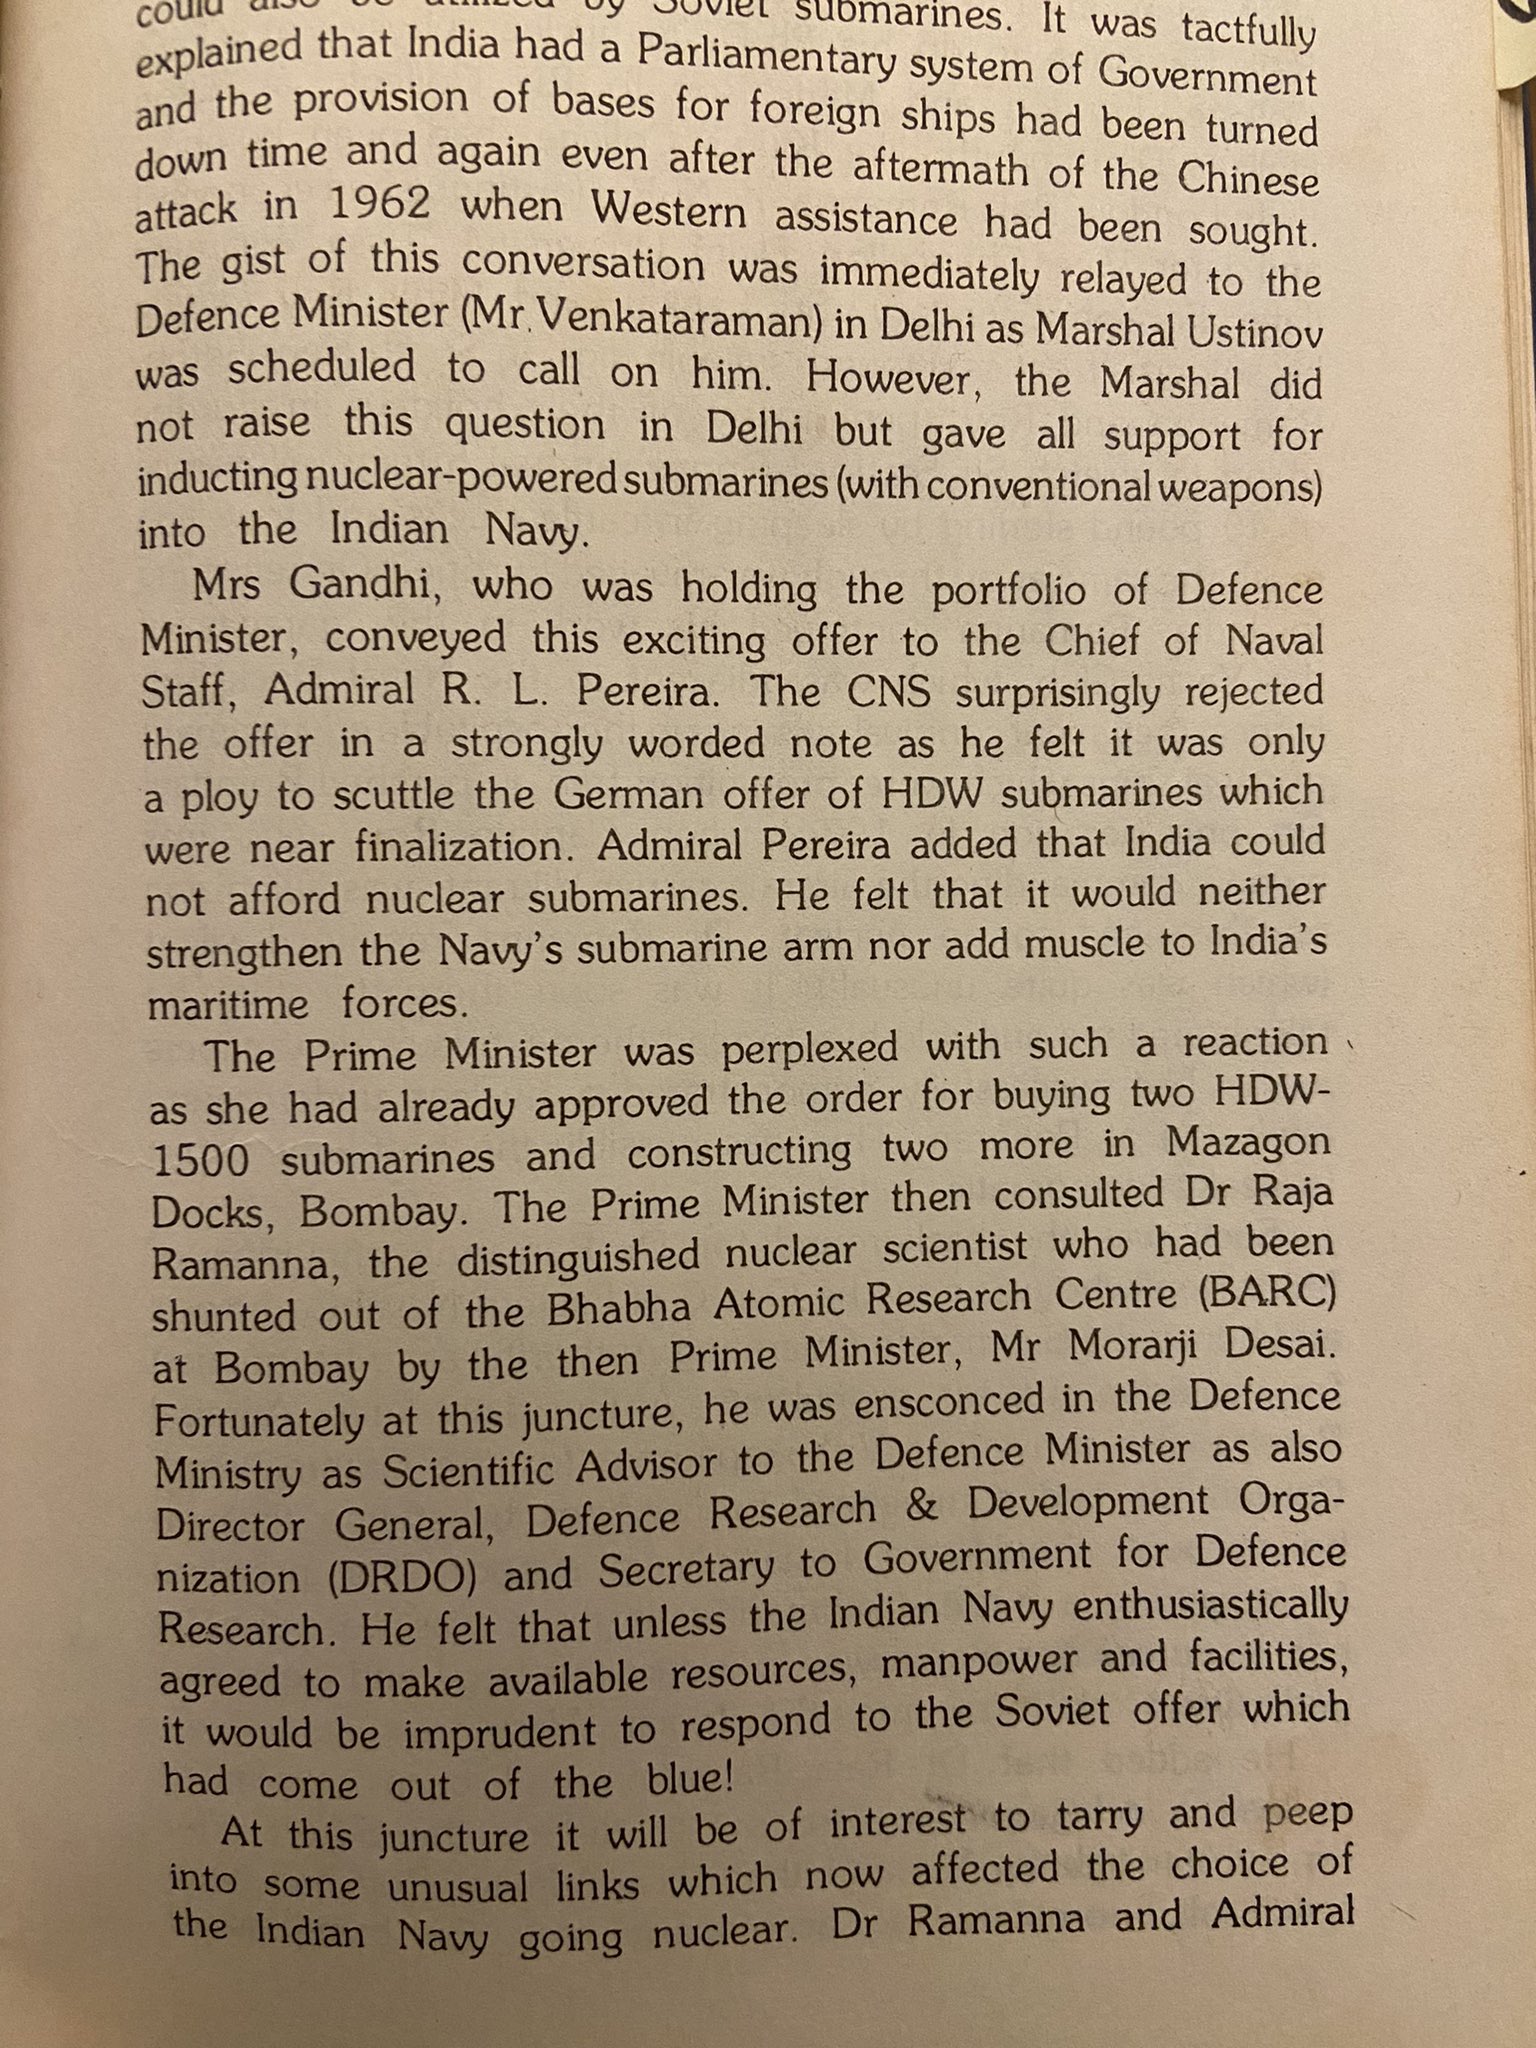 could also be utilized by Soviet submarines. It was tactfully
explained that India had a Parliamentary system of Government
and the provision of bases for foreign ships had been turned
down time and again even after the aftermath of the Chinese
attack in 1962 when Western assistance had been sought.
The gist of this conversation was immediately relayed to the
Defence Minister (Mr. Venkataraman) in Delhi as Marshal Ustinov
was scheduled to call on him. However, the Marshal did
not raise this question in Delhi but gave all support for
inducting nuclear-powered submarines (with conventional weapons)
into the Indian Navy.
Mrs Gandhi, who was holding the portfolio of Defence
Minister, conveyed this exciting offer to the Chief of Naval
Staff, Admiral R. L. Pereira. The CNS surprisingly rejected
the offer in a strongly worded note as he felt it was only
a ploy to scuttle the German offer of HDW submarines which
were near finalization. Admiral Pereira added that India could
not afford nuclear submarines. He felt that it would neither
strengthen the Navy's submarine arm nor add muscle to India's
maritime forces.
The Prime Minister was perplexed with such a reaction
as she had already approved the order for buying two HDW-
1500 submarines and constructing two more in Mazagon
Docks, Bombay. The Prime Minister then consulted Dr Raja
Ramanna, the distinguished nuclear scientist who had been
shunted out of the Bhabha Atomic Research Centre (BARC)
at Bombay by the then Prime Minister, Mr Morarji Desai.
Fortunately at this juncture, he was ensconced in the Defence
Ministry as Scientific Advisor to the Defence Minister as also
Director General, Defence Research & Development Orga-
nization (DRDO) and Secretary to Government for Defence
Research. He felt that unless the Indian Navy enthusiastically
agreed to make available resources, manpower and facilities,
it would be imprudent to respond to the Soviet offer which
had come out of the blue!
At this juncture it will be of interest to tarry and peep
into some unusual links which now affected the choice of
the Indian Navy going nuclear. Dr Ramanna and Admiral